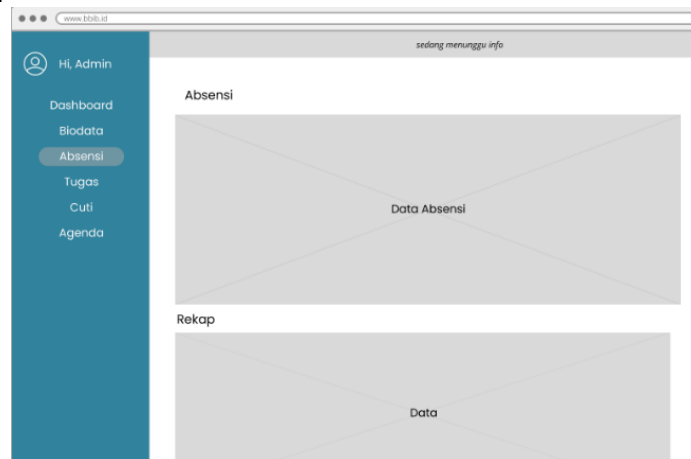 www.bbib.id
sedang menunggu info
Hi, Admin
Dashboard
Biodata
Absensi
Tugas
Cuti
Agenda
Absensi
Data Absensi
Rekap
Data